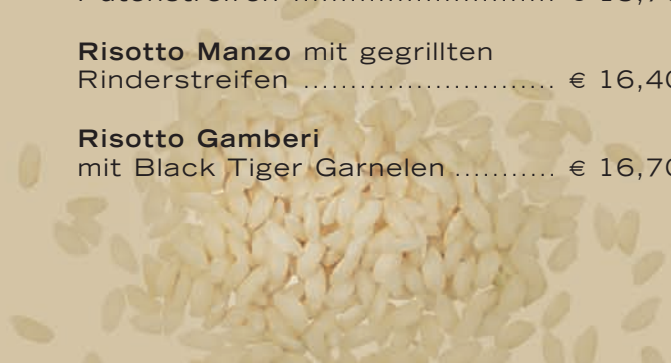 Risotto Manzo mit gegrillten
Rinderstreifen .......................... € 16,40
Risotto Gamberi
mit Black Tiger Garnelen ........... € 16,70